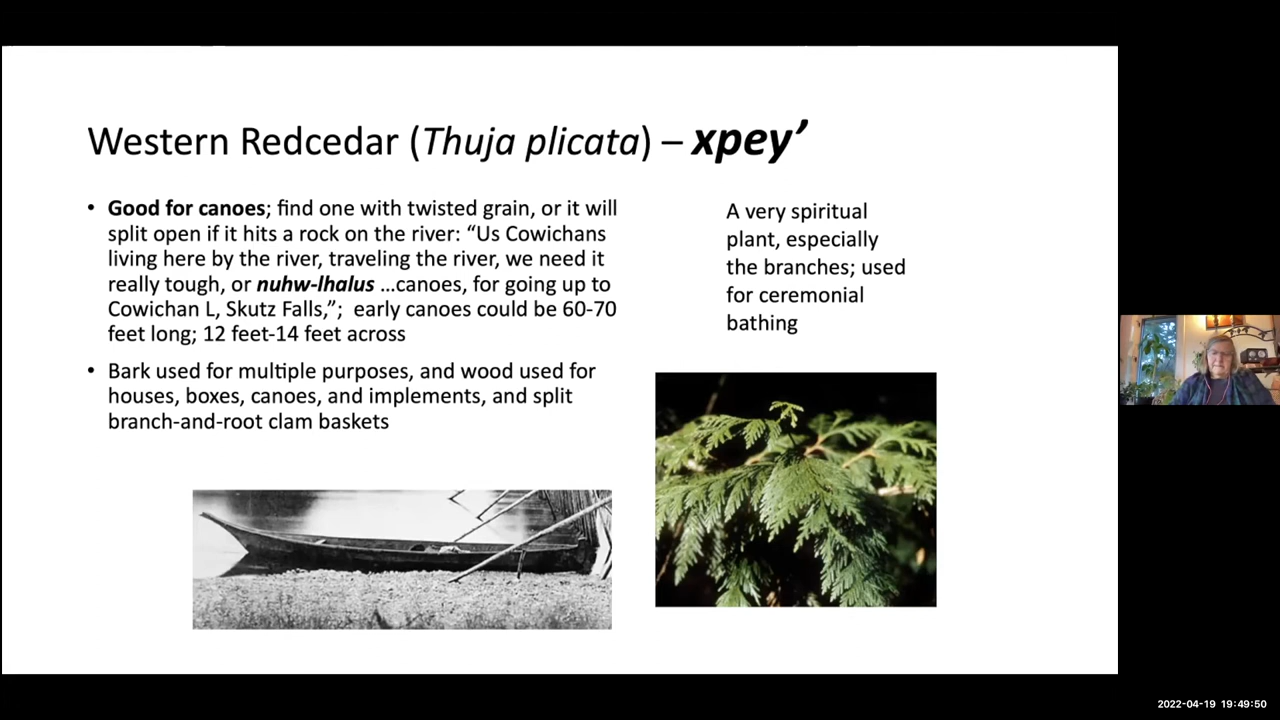 Western Redcedar (Thuja plicata) – xpey’
• Good for canoes; find one with twisted grain, or it will
split open if it hits a rock on the river: “Us Cowichans
living here by the river, traveling the river, we need it
really tough, or nuhw-lhalus …canoes, for going up to
Cowichan L, Skutz Falls,”;  early canoes could be 60-70
feet long; 12 feet-14 feet across
• Bark used for multiple purposes, and wood used for
houses, boxes, canoes, and implements, and split
branch-and-root clam baskets
A very spiritual
plant, especially
the branches; used
for ceremonial
bathing
2022-04-19 19:49:50